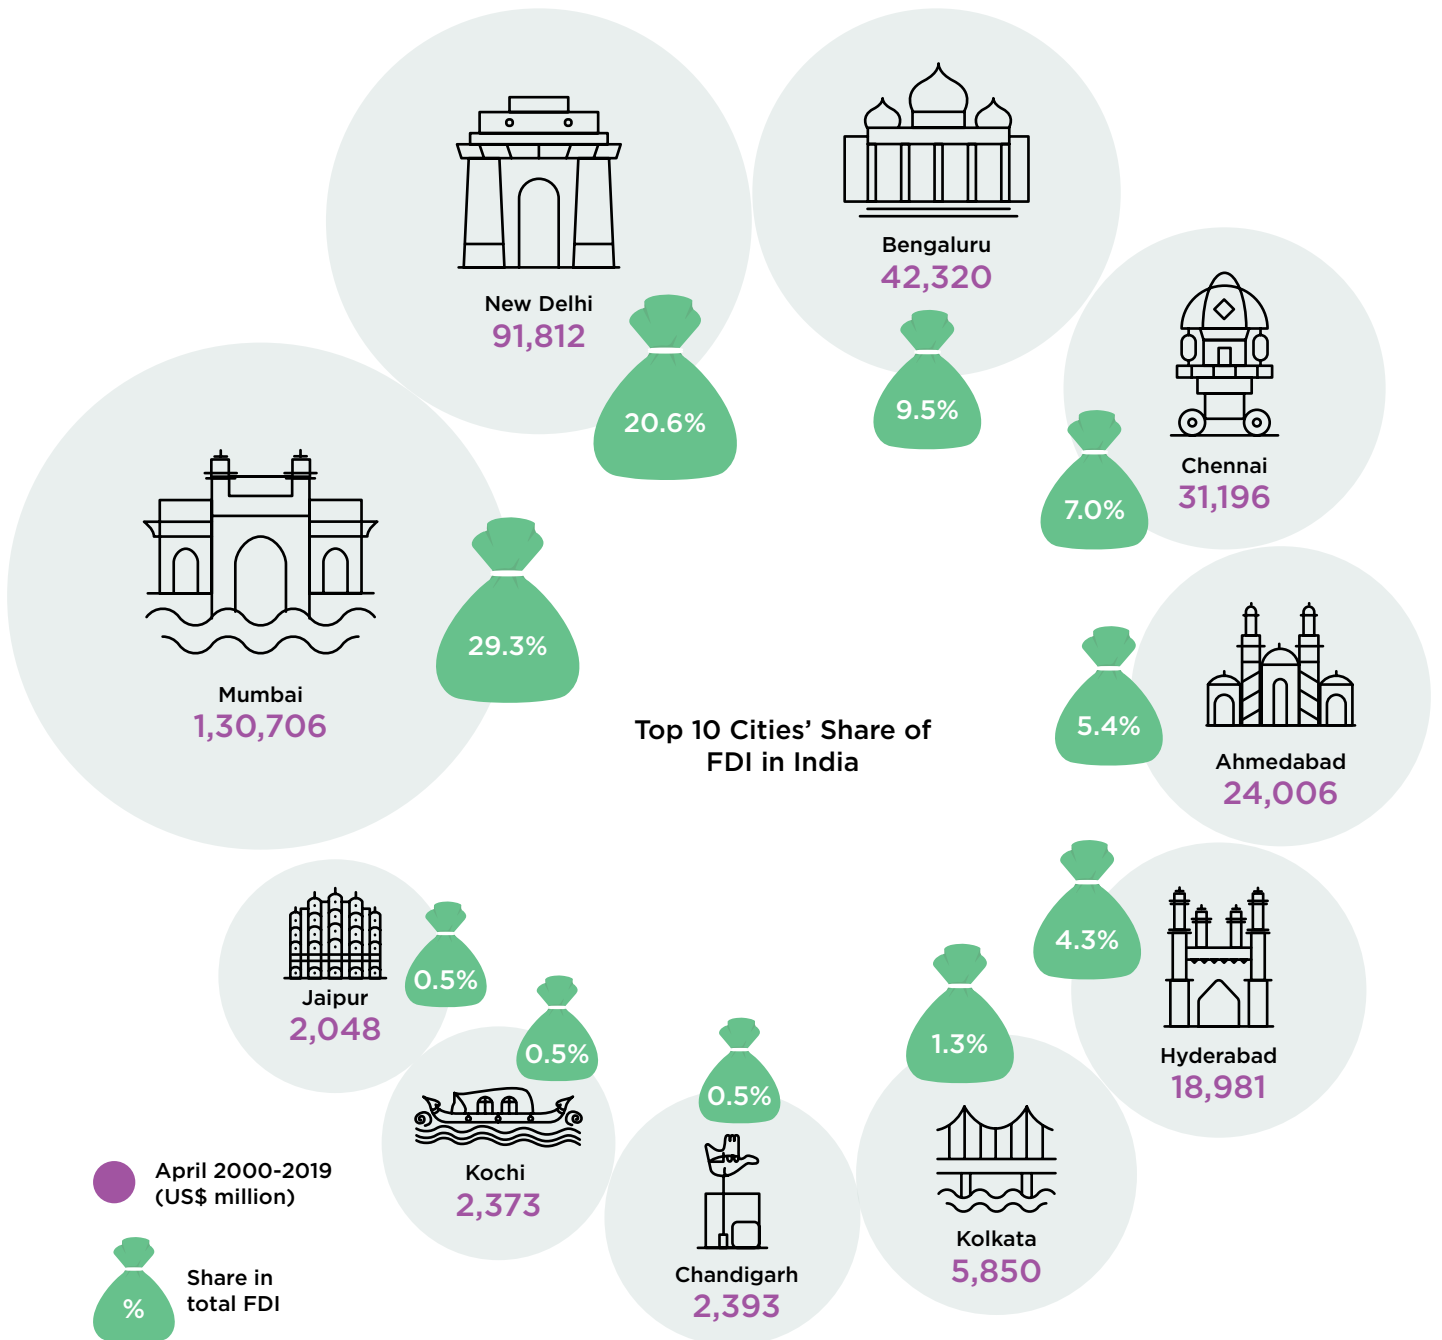 New Delhi
91,812
20.6%
Bengaluru
42,320
9.5%
Chennai
31,196
7.0%
Mumbai
1,30,706
29.3%
Top 10 Cities’ Share of
FDI in India
Ahmedabad
24,006
5.4%
Hyderabad
18,981
4.3%
Jaipur
2,048
0.5%
Kochi
2,373
0.5%
Chandigarh
2,393
0.5%
Kolkata
5,850
1.3%
April 2000-2019
(US$ million)
%
Share in
total FDI